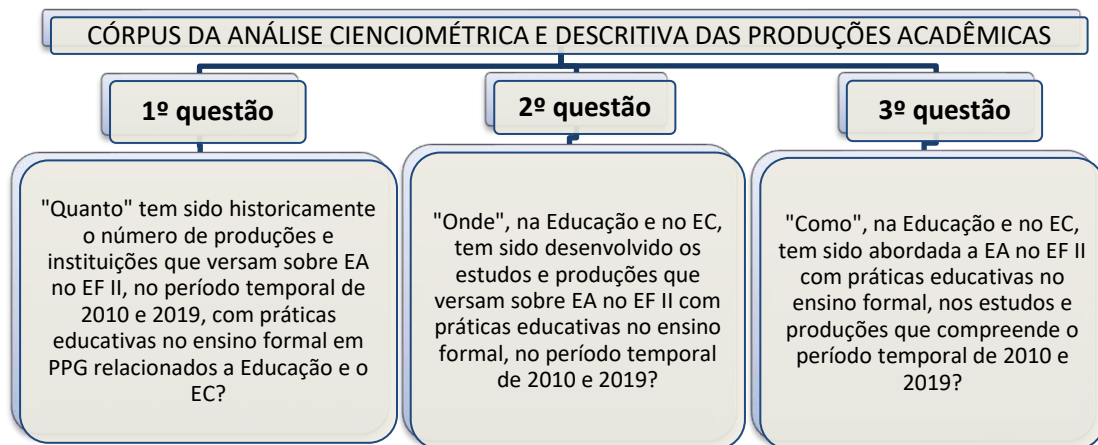 CÓRPUS DA ANÁLISE CIENCIOMÉTRICA E DESCRITIVA DAS PRODUÇÕES ACADÊMICAS
1º questão
"Quanto" tem sido historicamente
o número de produções e
instituições que versam sobre EA
no EF II, no período temporal de
2010 e 2019, com práticas
educativas no ensino formal em
PPG relacionados a Educação e o
EC?
2º questão
"Onde", na Educação e no EC,
tem sido desenvolvido os
estudos e produções que
versam sobre EA no EF II com
práticas educativas no ensino
formal, no período temporal
de 2010 e 2019?
3º questão
"Como", na Educação e no EC,
tem sido abordada a EA no EF II
com práticas educativas no
ensino formal, nos estudos e
produções que compreende o
período temporal de 2010 e
2019?